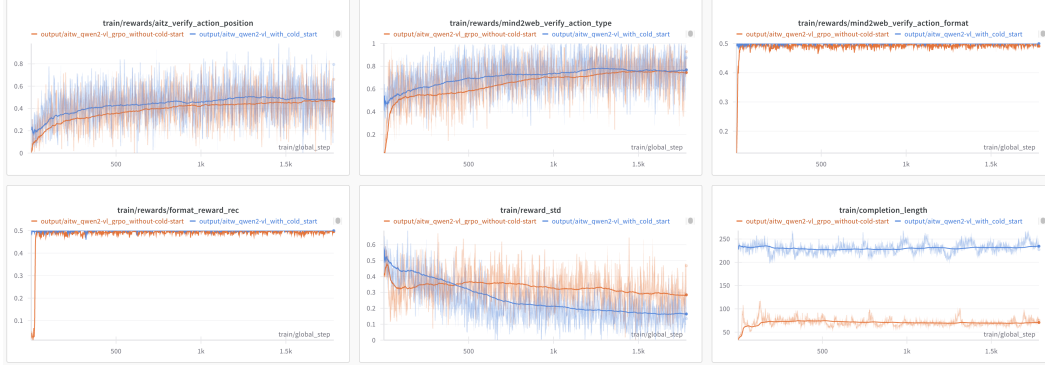 train/rewards/aitz_verify_action_position
output/aitw_qwen2-vl_grpo_without-cold-start output/aitw_qwen2-vl_with_cold_start
0.8
0.6
0.4
0.2
0
train/global_step
500 1k 1.5k
train/rewards/mind2web_verify_action_type
output/aitw_qwen2-vl_grpo_without-cold-start output/aitw_qwen2-vl_with_cold_start
1
0.8
0.6
0.4
0.2
train/global_step
500 1k 1.5k
train/rewards/mind2web_verify_action_format
output/aitw_qwen2-vl_grpo_without-cold-start output/aitw_qwen2-vl_with_cold_start
0.5
0.4
0.3
0.2
train/global_step
500 1k 1.5k
train/rewards/format_reward_rec
output/aitw_qwen2-vl_grpo_without-cold-start output/aitw_qwen2-vl_with_cold_start
0.5
0.4
0.3
0.2
0.1
train/global_step
500 1k 1.5k
train/reward_std
output/aitw_qwen2-vl_grpo_without-cold-start output/aitw_qwen2-vl_with_cold_start
0.6
0.5
0.4
0.3
0.2
0.1
0
train/global_step
500 1k 1.5k
train/completion_length
output/aitw_qwen2-vl_grpo_without-cold-start output/aitw_qwen2-vl_with_cold_start
250
200
150
100
50
train/global_step
500 1k 1.5k